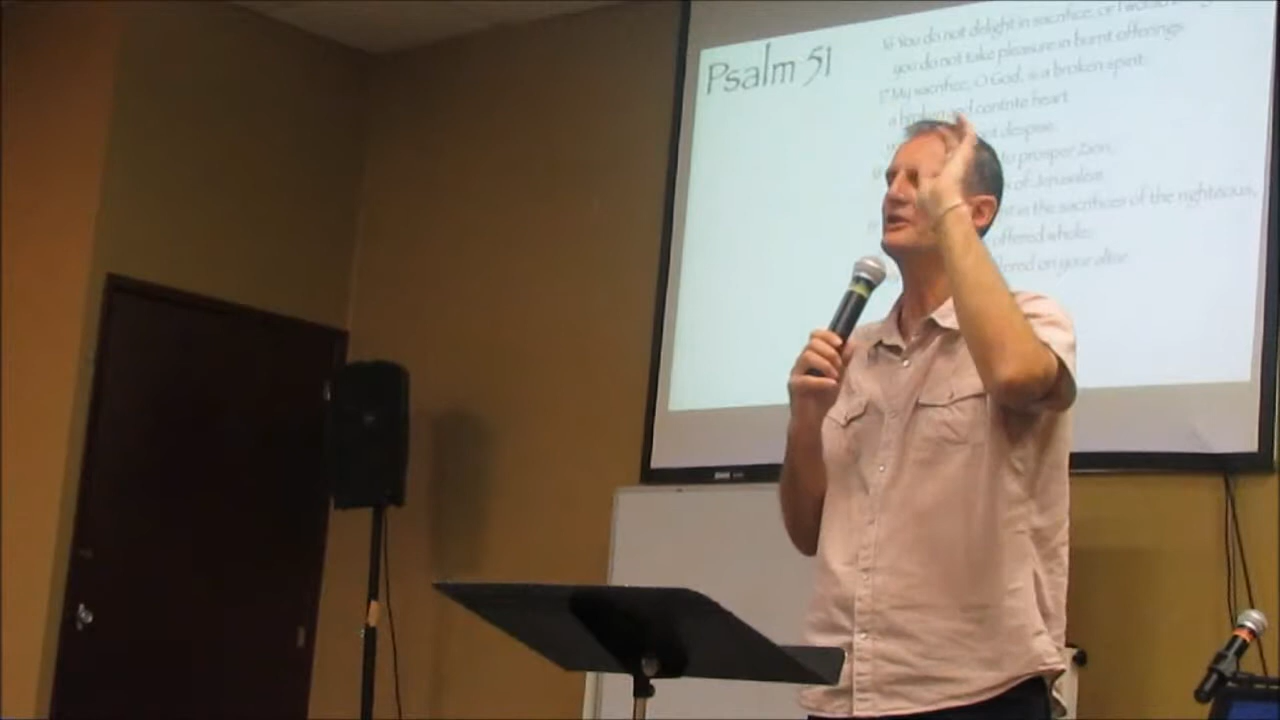 Psalm 51
16 You do not delight in sacrifice, or I would bring
you do not take pleasure in burnt offerings.
17 My sacrifice, O God, is a broken spirit;
a broken and contrite heart
not despise.
to prosper Zion,
of Jerusalem.
in the sacrifices of the righteous,
offered whole;
offered on your altar.